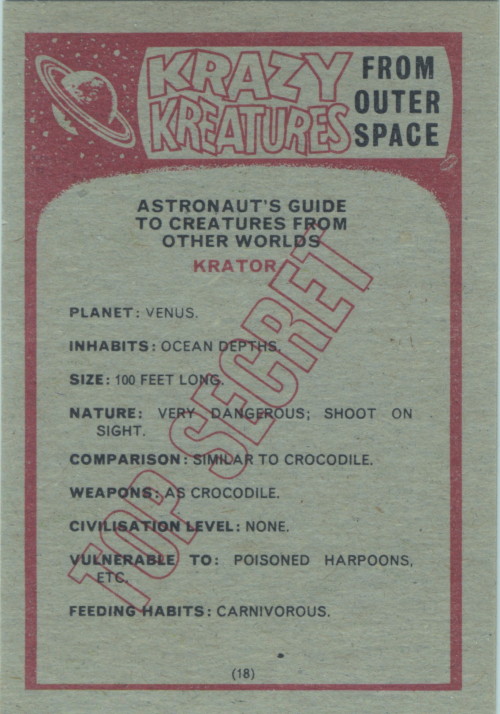 KRAZY
KREATURES
FROM
OUTER
SPACE
ASTRONAUT'S GUIDE
TO CREATURES FROM
OTHER WORLDS
KRATOR
PLANET: VENUS.
INHABITS: OCEAN DEPTHS.
SIZE: 100 FEET LONG.
NATURE: VERY DANGEROUS; SHOOT ON
SIGHT.
COMPARISON: SIMILAR TO CROCODILE.
WEAPONS: AS CROCODILE.
CIVILISATION LEVEL: NONE.
VULNERABLE TO: POISONED HARPOONS,
ETC.
FEEDING HABITS: CARNIVOROUS.
TOP SECRET
(18)